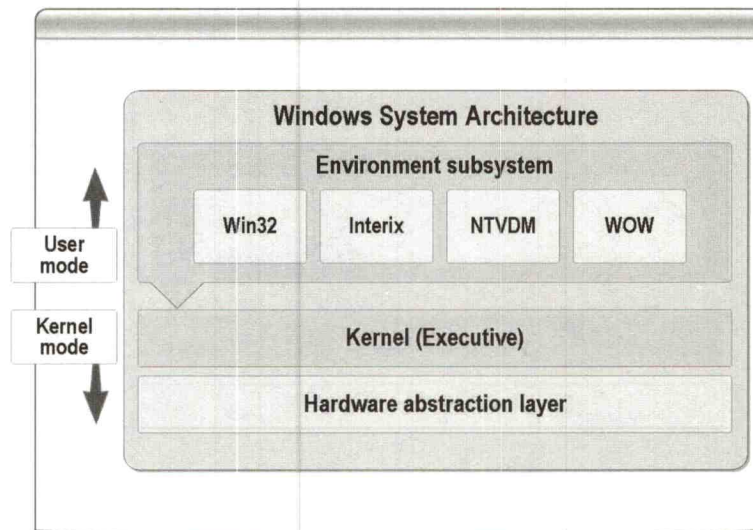 Windows System Architecture
Environment subsystem
Win32
Interix
NTVDM
WOW
User
mode
Kernel
mode
Kernel (Executive)
Hardware abstraction layer